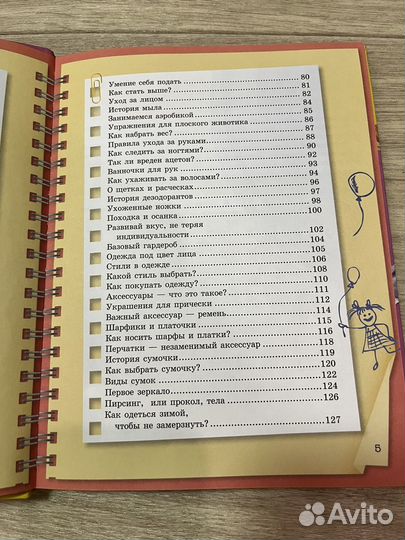 Умение себя подать 80
Как стать выше? 81
Уход за лицом 82
История мыла 84
Занимаемся аэробикой 85
Упражнения для плоского животика 86
Как набрать вес? 87
Правила ухода за руками 88
Как следить за ногтями? 90
Так ли вреден ацетон? 92
Ванночки для рук 93
Как ухаживать за волосами? 94
О щетках и расческах 96
История дезодорантов 97
Ухоженные ножки 98
Походка и осанка 100
Развивай вкус, не теряя
индивидуальности 102
Базовый гардероб 104
Одежда под цвет лица 105
Стили в одежде 106
Какой стиль выбрать? 108
Как покупать одежду? 110
Аксессуары — что это такое? 111
Украшения для прически 112
Важный аксессуар — ремень 114
Шарфики и платочки 115
Как носить шарфы и платки? 116
Перчатки — незаменимый аксессуар 118
История сумочки 119
Как выбрать сумочку? 120
Виды сумок 122
Первое зеркало 124
Пирсинг, или прокол, тела 126
Как одеться зимой,
чтобы не замерзнуть? 127
5
Avito